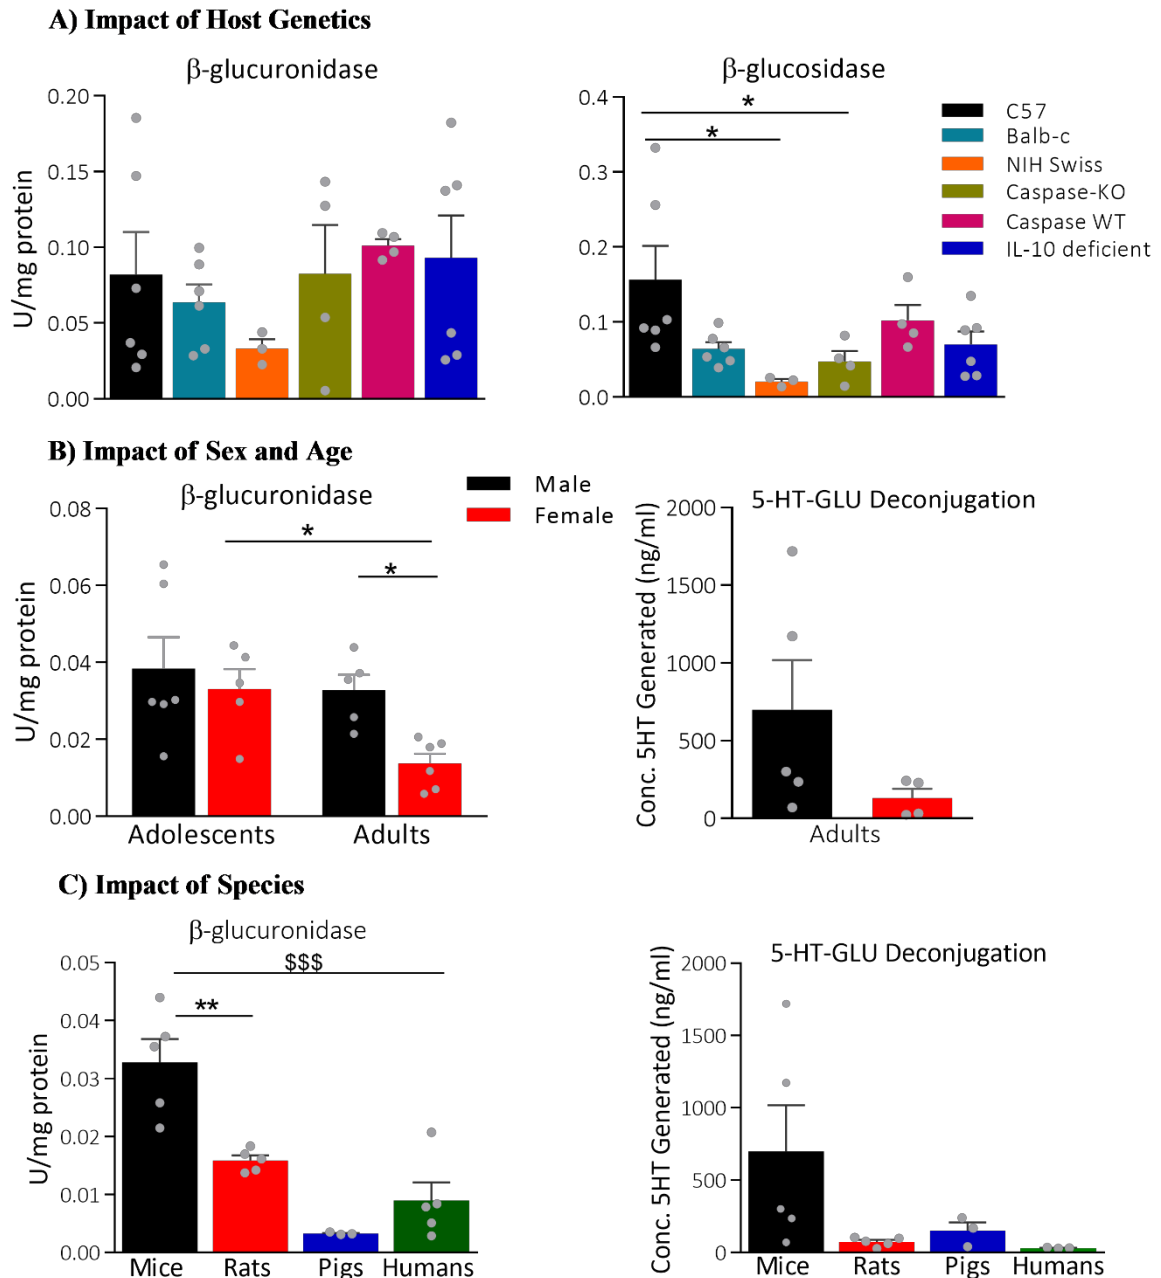 A) Impact of Host Genetics
β-glucuronidase
U/mg protein
0.20
0.15
0.10
0.05
0.00
β-glucosidase
0.4
0.3
0.2
0.1
0.0
*
*
C57
Balb-c
NIH Swiss
Caspase-KO
Caspase WT
IL-10 deficient
B) Impact of Sex and Age
β-glucuronidase
U/mg protein
0.08
0.06
0.04
0.02
0.00
*
*
Adolescents
Adults
Male
Female
5-HT-GLU Deconjugation
Conc. 5HT Generated (ng/ml)
2000
1500
1000
500
0
Adults
C) Impact of Species
β-glucuronidase
U/mg protein
0.05
0.04
0.03
0.02
0.01
0.00
$$$
**
Mice
Rats
Pigs
Humans
5-HT-GLU Deconjugation
Conc. 5HT Generated (ng/ml)
2000
1500
1000
500
0
Mice
Rats
Pigs
Humans